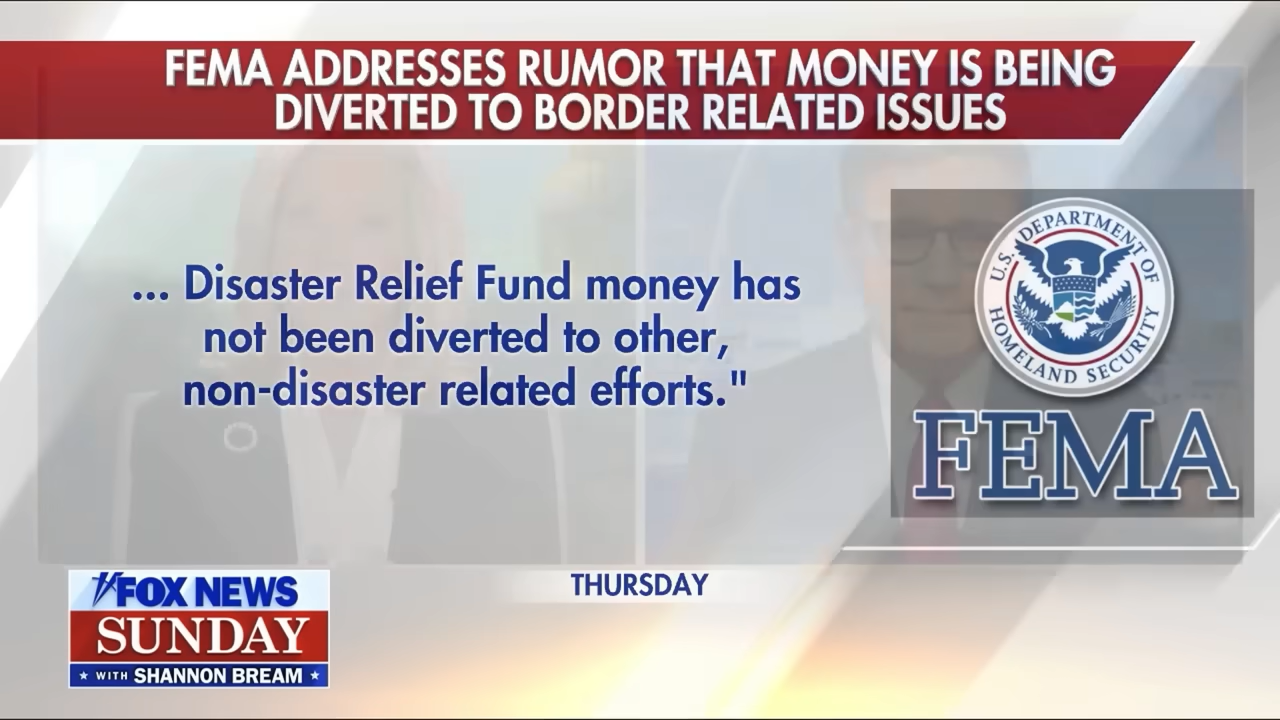 FEMA ADDRESSES RUMOR THAT MONEY IS BEING
DIVERTED TO BORDER RELATED ISSUES
... Disaster Relief Fund money has
not been diverted to other,
non-disaster related efforts."
U.S. DEPARTMENT OF
HOMELAND SECURITY
FEMA
THURSDAY
FOX NEWS
SUNDAY
WITH SHANNON BREAM